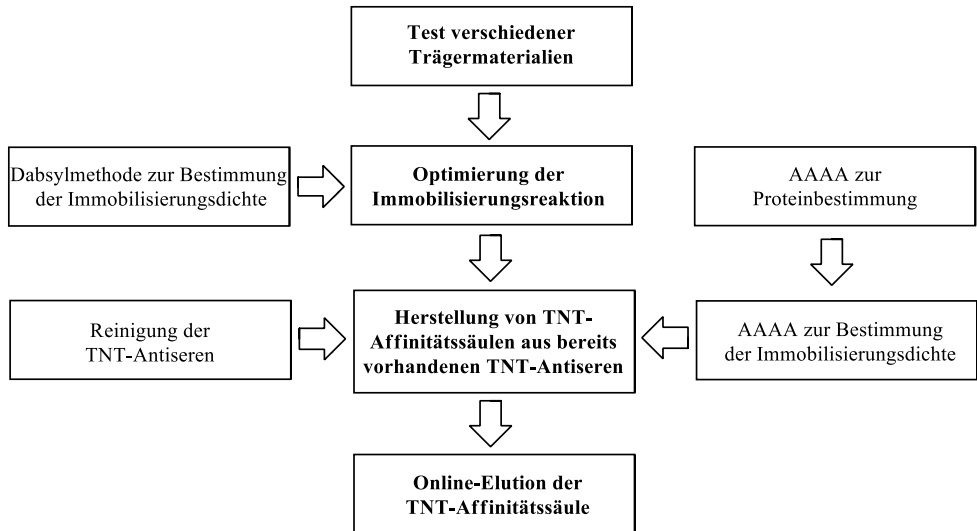 Test verschiedener
Trägermaterialien
Dabsylmethode zur Bestimmung
der Immobilisierungsdichte
Optimierung der
Immobilisierungsreaktion
AAAA zur
Proteinbestimmung
Reinigung der
TNT-Antiseren
Herstellung von TNT-
Affinitätssäulen aus bereits
vorhandenen TNT-Antiseren
AAAA zur Bestimmung
der Immobilisierungsdichte
Online-Elution der
TNT-Affinitätssäule